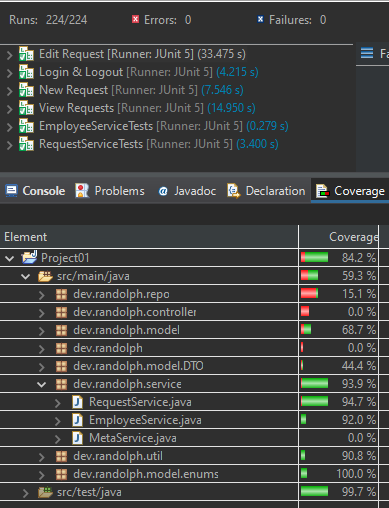 Runs: 224/224 Errors: 0 Failures: 0
Edit Request [Runner: JUnit 5] (33.475 s)
Login & Logout [Runner: JUnit 5] (4.215 s)
New Request [Runner: JUnit 5] (7.546 s)
View Requests [Runner: JUnit 5] (14.950 s)
EmployeeServiceTests [Runner: JUnit 5] (0.279 s)
RequestServiceTests [Runner: JUnit 5] (3.400 s)
Fa
Console Problems @ Javadoc Declaration Coverage
Element Coverage
Project01 84.2 %
src/main/java 59.3 %
dev.randolph.repo 15.1 %
dev.randolph.controller 0.0 %
dev.randolph.model 68.7 %
dev.randolph 0.0 %
dev.randolph.model.DTO 44.4 %
dev.randolph.service 93.9 %
RequestService.java 94.7 %
EmployeeService.java 92.0 %
MetaService.java 0.0 %
dev.randolph.util 90.8 %
dev.randolph.model.enums 100.0 %
src/test/java 99.7 %